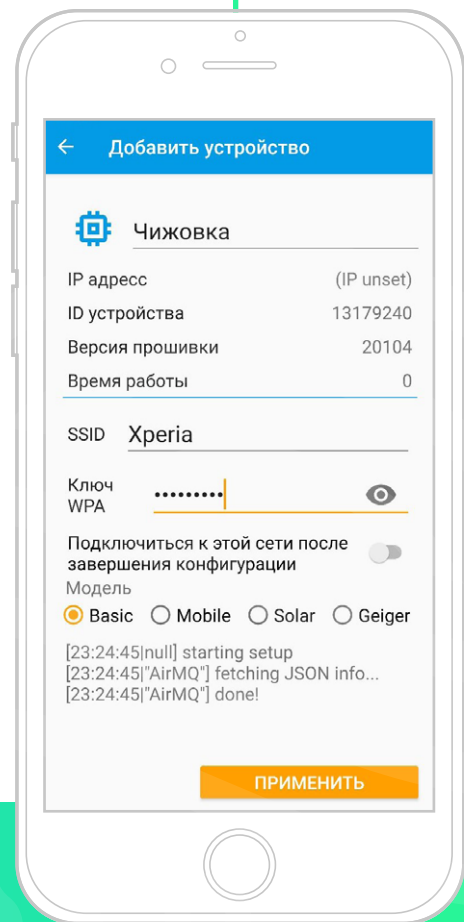 Добавить устройство
Чижовка
IP адресс (IP unset)
ID устройства 13179240
Версия прошивки 20104
Время работы 0
SSID Xperia
Ключ
WPA •••••••••
Подключиться к этой сети после
завершения конфигурации
Модель
Basic Mobile Solar Geiger
[23:24:45|null] starting setup
[23:24:45|"AirMQ"] fetching JSON info...
[23:24:45|"AirMQ"] done!
ПРИМЕНИТЬ